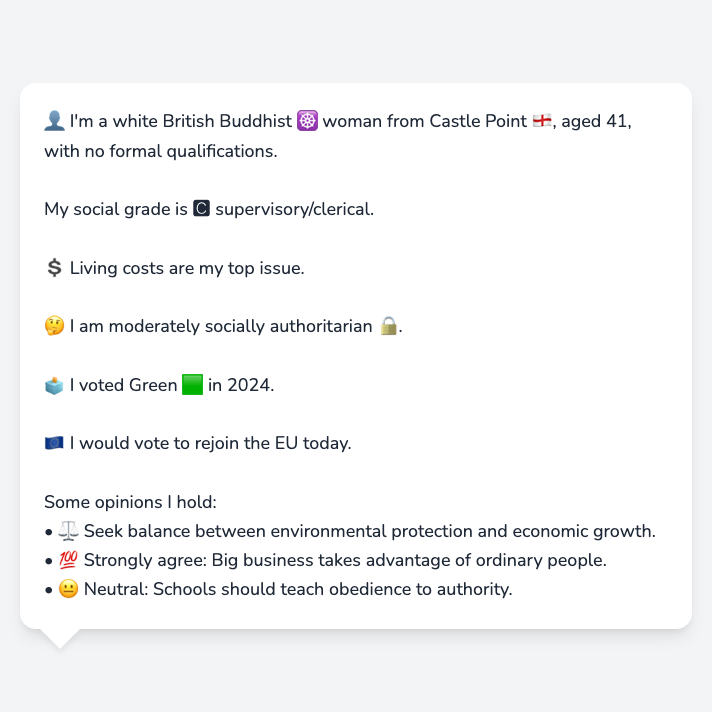 👤 I'm a white British Buddhist ☸️ woman from Castle Point 🏴󠁧󠁢󠁥󠁮󠁧󠁿, aged 41,
with no formal qualifications.
My social grade is 🅲 supervisory/clerical.
💲 Living costs are my top issue.
🤔 I am moderately socially authoritarian 🔒.
🗳️ I voted Green 🟩 in 2024.
🇪🇺 I would vote to rejoin the EU today.
Some opinions I hold:
• ⚖️ Seek balance between environmental protection and economic growth.
• 💯 Strongly agree: Big business takes advantage of ordinary people.
• 😐 Neutral: Schools should teach obedience to authority.